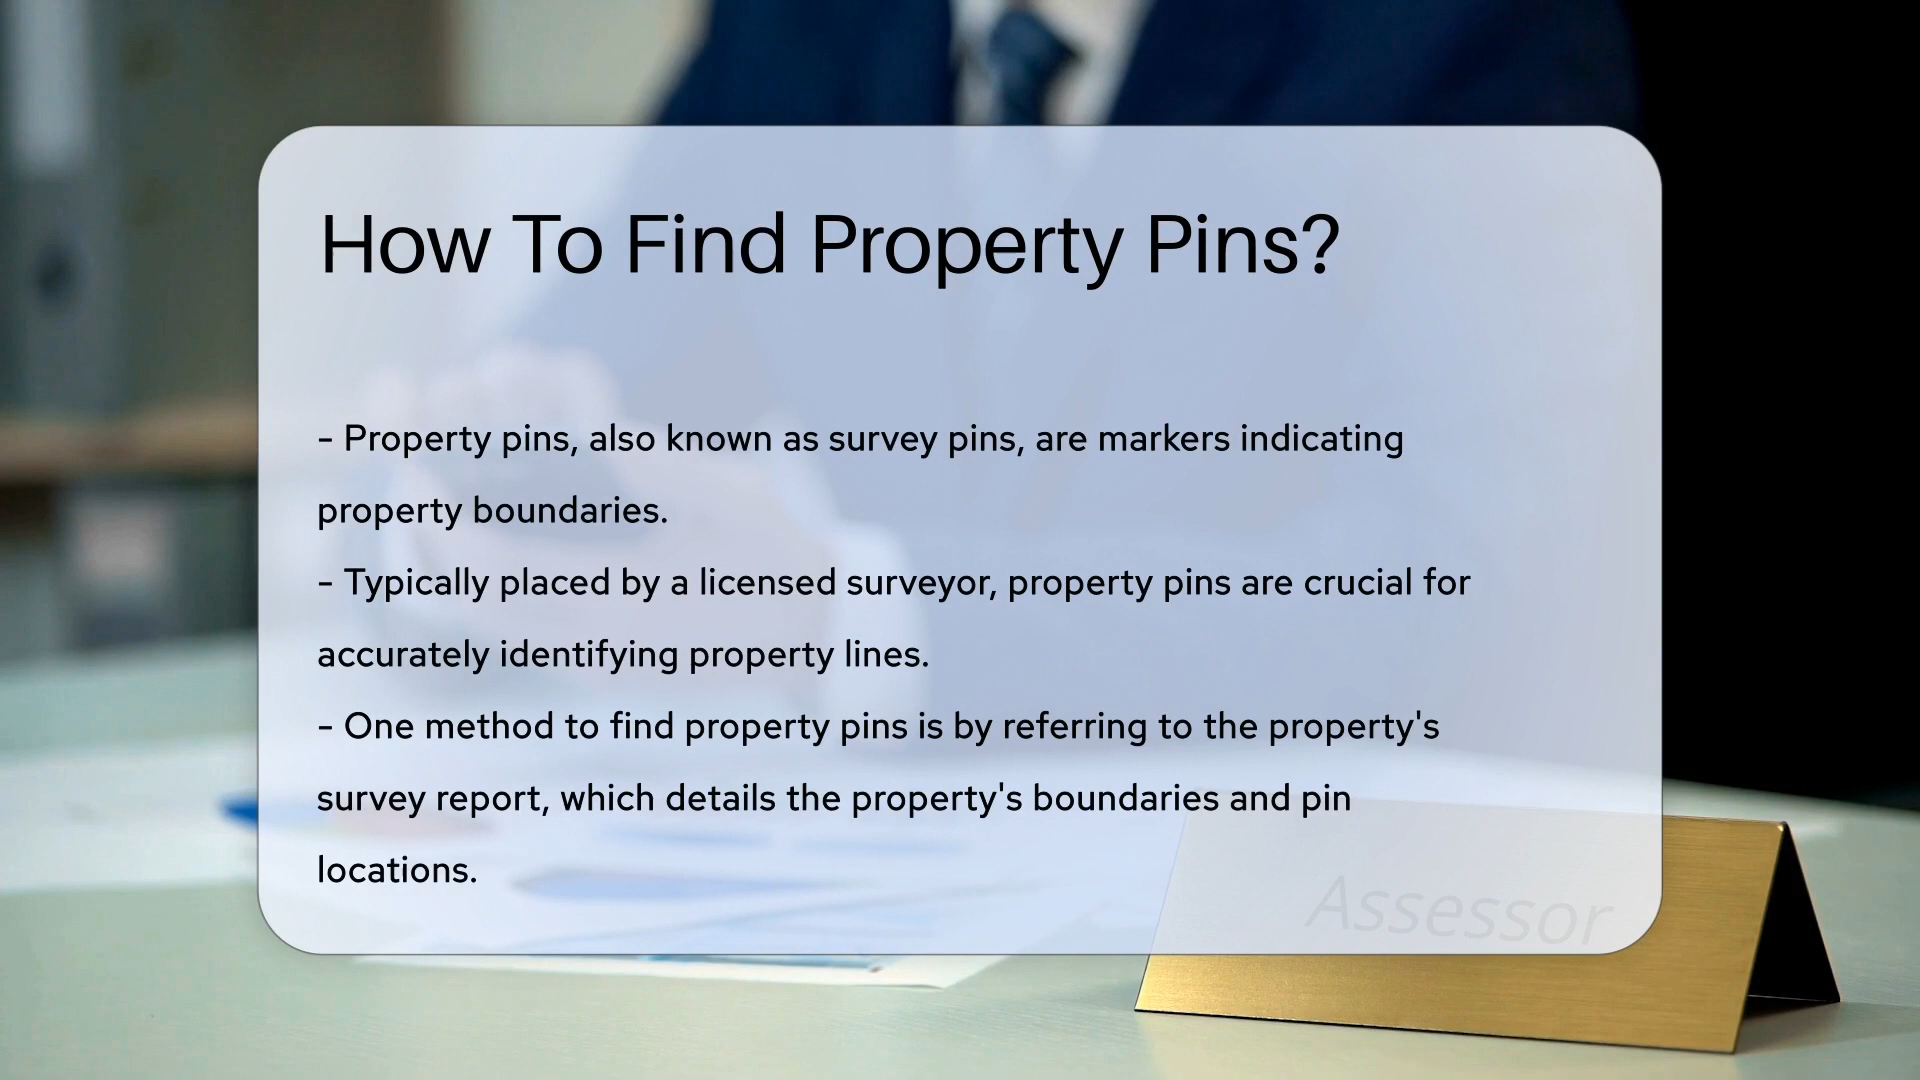 How To Find Property Pins?
- Property pins, also known as survey pins, are markers indicating
property boundaries.
- Typically placed by a licensed surveyor, property pins are crucial for
accurately identifying property lines.
- One method to find property pins is by referring to the property's
survey report, which details the property's boundaries and pin
locations.
Assessor